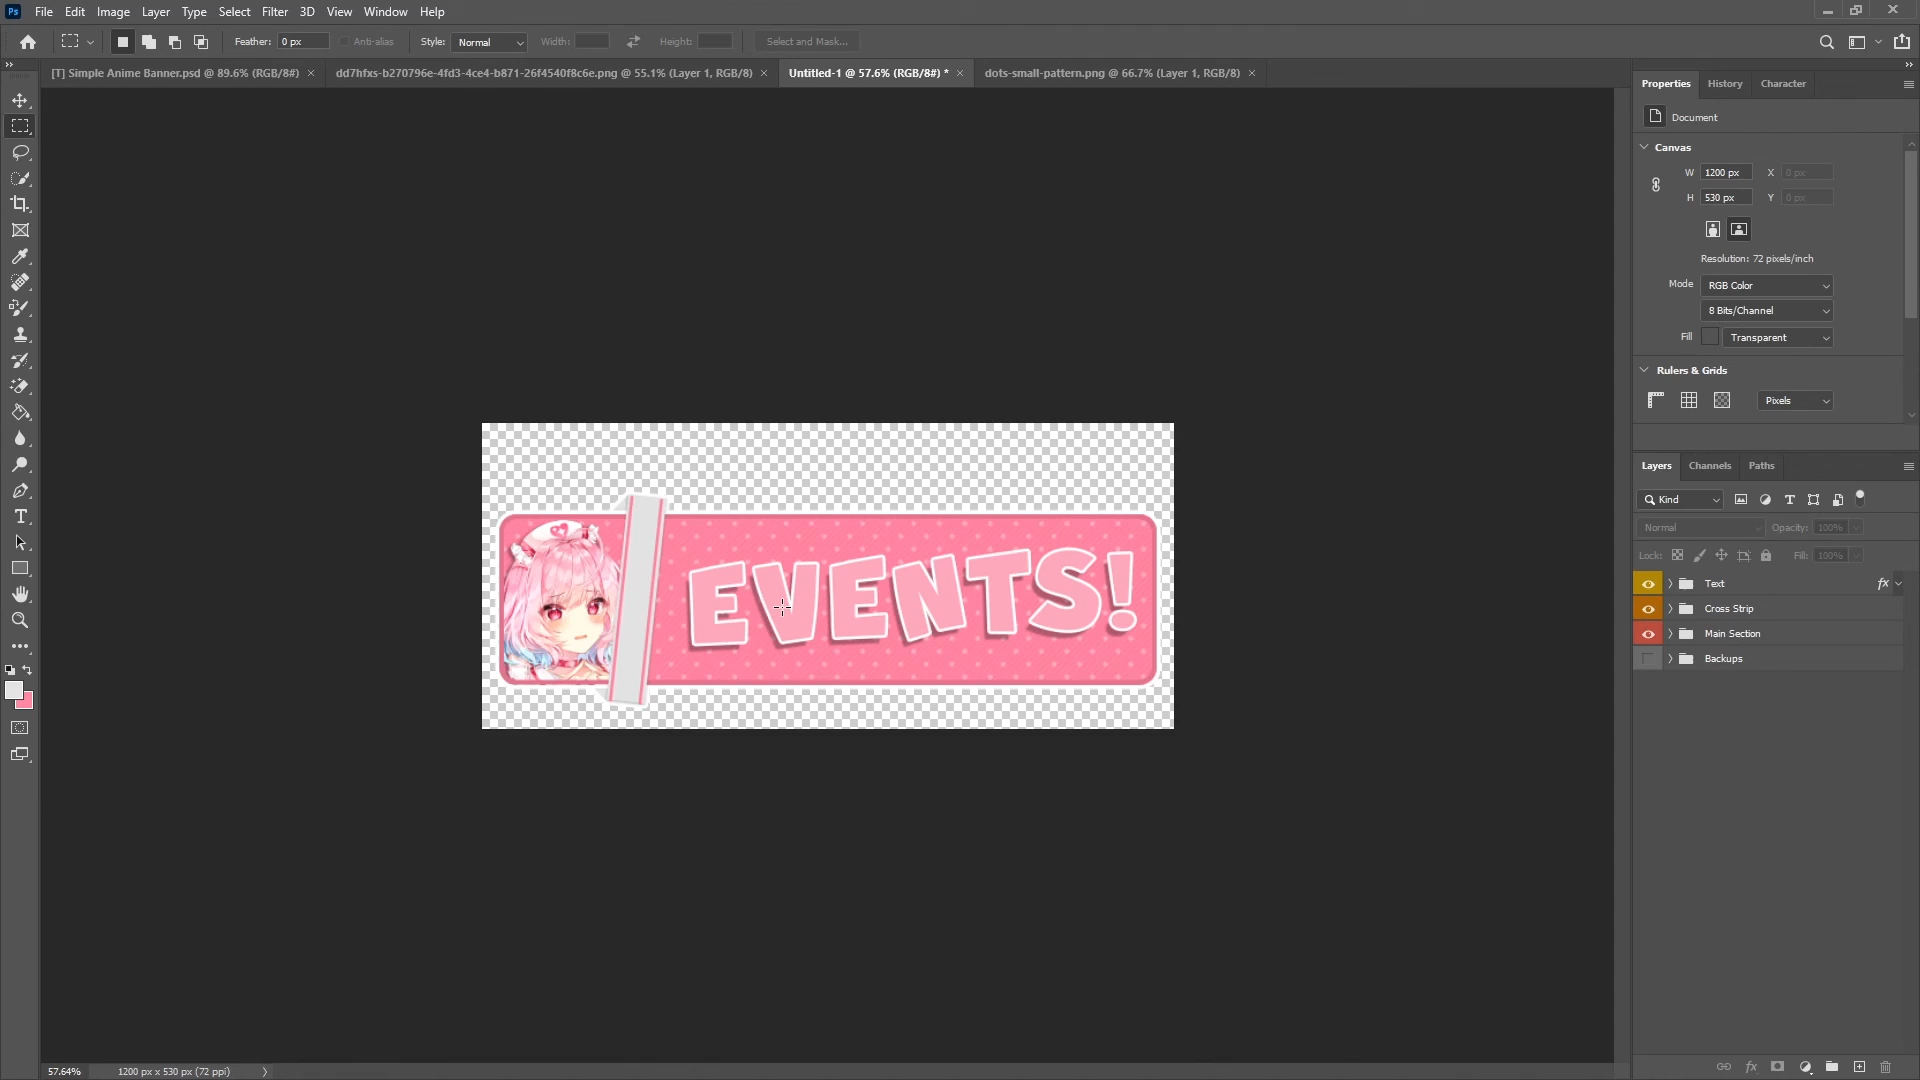 Ps File Edit Image Layer Type Select Filter 3D View Window Help
Feather: 0 px Anti-alias Style: Normal Width: Height: Select and Mask...
[T] Simple Anime Banner.psd @ 89.6% (RGB/8#) × dd7hfxs-b270796e-4fd3-4ce4-b871-26f4540f8c6e.png @ 55.1% (Layer 1, RGB/8) × Untitled-1 @ 57.6% (RGB/8#) * × dots-small-pattern.png @ 66.7% (Layer 1, RGB/8) ×
Properties History Character
Document
Canvas
W 1200 px X 0 px
H 530 px Y 0 px
Resolution: 72 pixels/inch
Mode RGB Color
8 Bits/Channel
Fill Transparent
Rulers & Grids
Pixels
Layers Channels Paths
Kind
Normal Opacity: 100%
Lock: Fill: 100%
Text fx
Cross Strip
Main Section
Backups
EVENTS!
57.64% 1200 px x 530 px (72 ppi)
fx